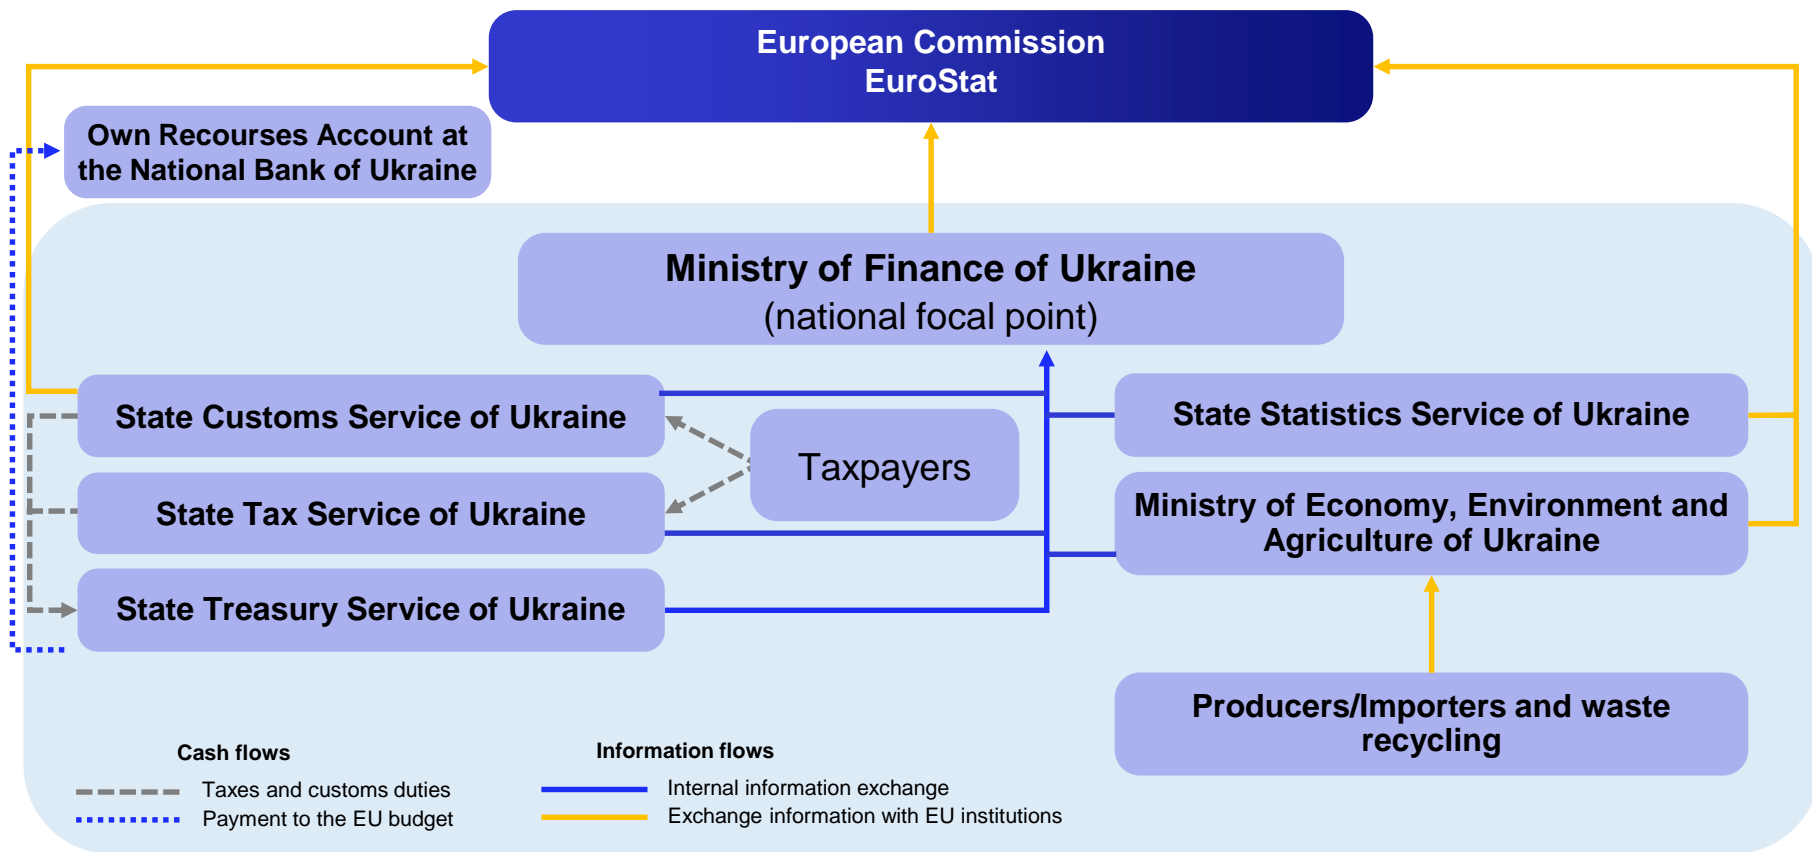 European Commission
EuroStat
Own Recourses Account at
the National Bank of Ukraine
Ministry of Finance of Ukraine
(national focal point)
State Customs Service of Ukraine
Taxpayers
State Statistics Service of Ukraine
State Tax Service of Ukraine
Ministry of Economy, Environment and
Agriculture of Ukraine
State Treasury Service of Ukraine
Producers/Importers and waste
recycling
Cash flows
Taxes and customs duties
Payment to the EU budget
Information flows
Internal information exchange
Exchange information with EU institutions